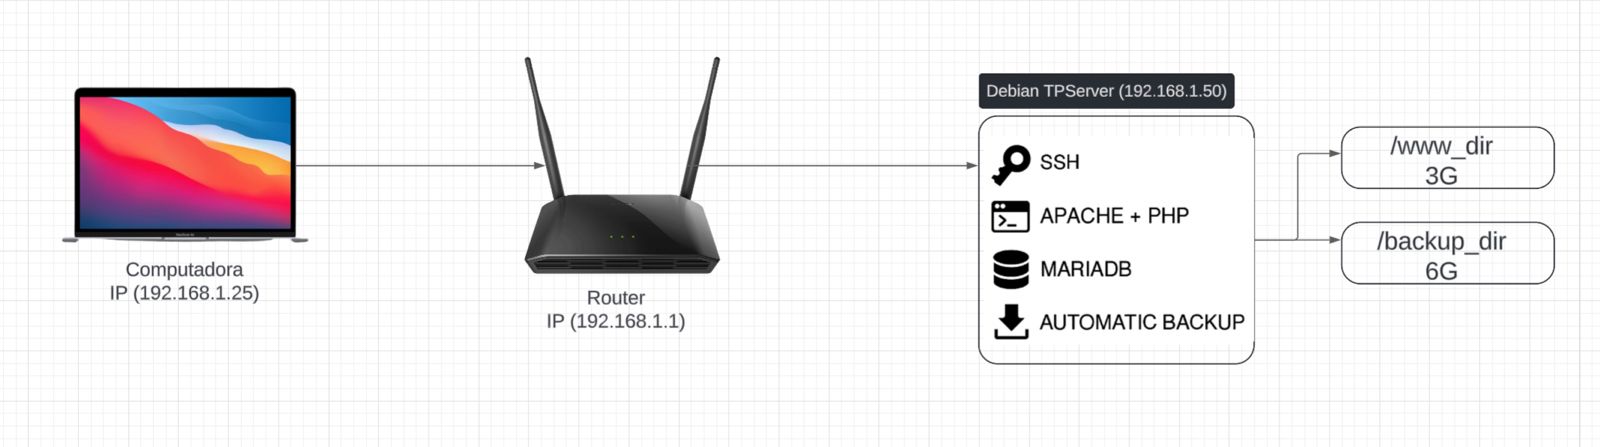 Computadora
IP (192.168.1.25)
Router
IP (192.168.1.1)
Debian TPServer (192.168.1.50)
SSH
APACHE + PHP
MARIADB
AUTOMATIC BACKUP
/www_dir
3G
/backup_dir
6G